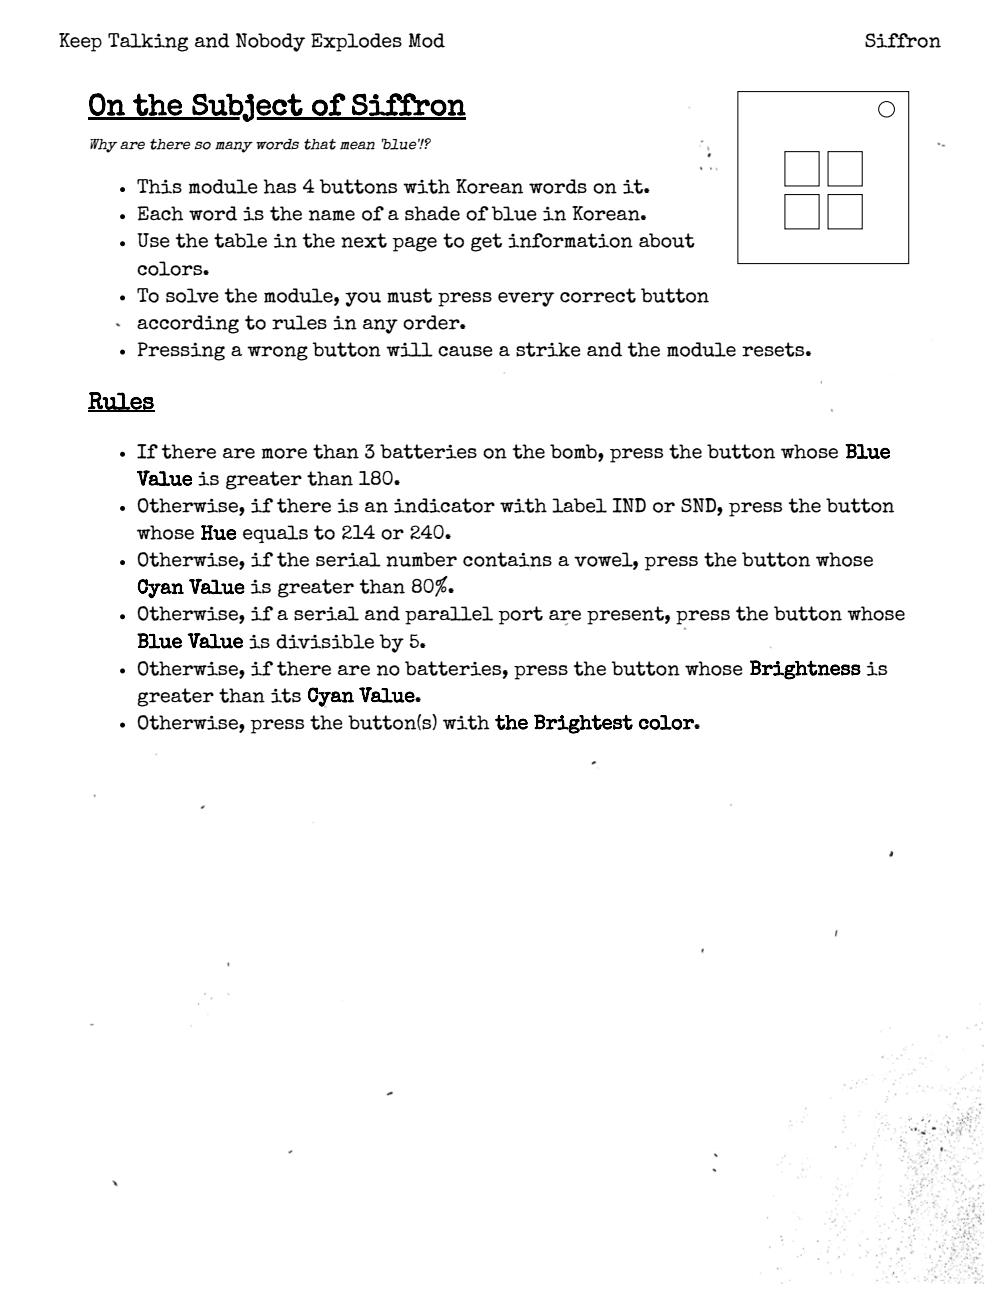 Keep Talking and Nobody Explodes Mod
Siffron
On the Subject of Siffron
Why are there so many words that mean 'blue'!?
• This module has 4 buttons with Korean words on it.
• Each word is the name of a shade of blue in Korean.
• Use the table in the next page to get information about
colors.
• To solve the module, you must press every correct button
according to rules in any order.
• Pressing a wrong button will cause a strike and the module resets.
Rules
• If there are more than 3 batteries on the bomb, press the button whose Blue
Value is greater than 180.
• Otherwise, if there is an indicator with label IND or SND, press the button
whose Hue equals to 214 or 240.
• Otherwise, if the serial number contains a vowel, press the button whose
Cyan Value is greater than 80%.
• Otherwise, if a serial and parallel port are present, press the button whose
Blue Value is divisible by 5.
• Otherwise, if there are no batteries, press the button whose Brightness is
greater than its Cyan Value.
• Otherwise, press the button(s) with the Brightest color.